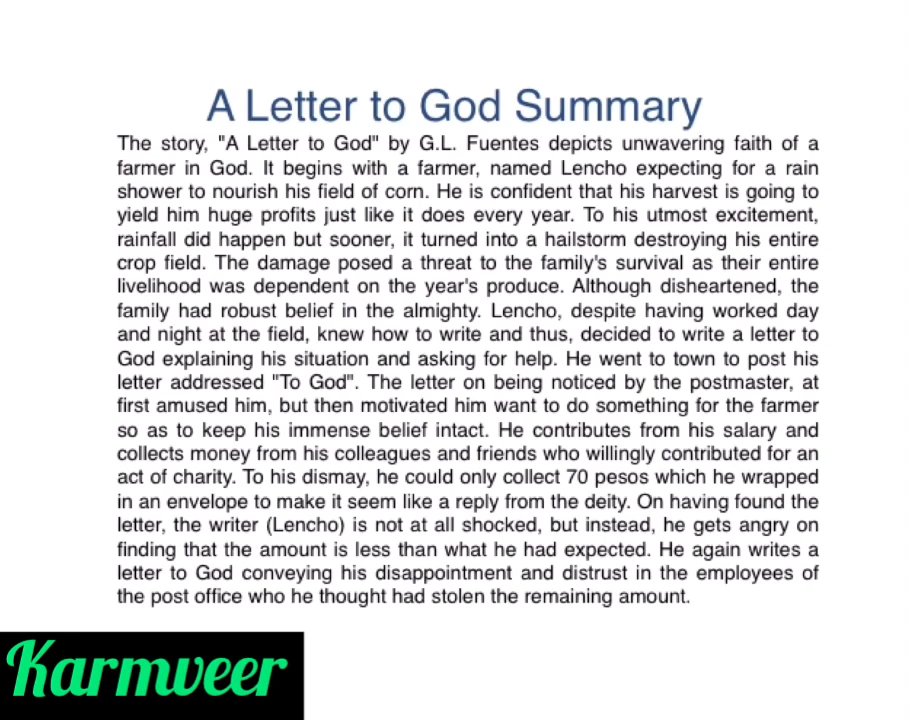 A Letter to God Summary
The story, "A Letter to God" by G.L. Fuentes depicts unwavering faith of a
farmer in God. It begins with a farmer, named Lencho expecting for a rain
shower to nourish his field of corn. He is confident that his harvest is going to
yield him huge profits just like it does every year. To his utmost excitement,
rainfall did happen but sooner, it turned into a hailstorm destroying his entire
crop field. The damage posed a threat to the family's survival as their entire
livelihood was dependent on the year's produce. Although disheartened, the
family had robust belief in the almighty. Lencho, despite having worked day
and night at the field, knew how to write and thus, decided to write a letter to
God explaining his situation and asking for help. He went to town to post his
letter addressed "To God". The letter on being noticed by the postmaster, at
first amused him, but then motivated him want to do something for the farmer
so as to keep his immense belief intact. He contributes from his salary and
collects money from his colleagues and friends who willingly contributed for an
act of charity. To his dismay, he could only collect 70 pesos which he wrapped
in an envelope to make it seem like a reply from the deity. On having found the
letter, the writer (Lencho) is not at all shocked, but instead, he gets angry on
finding that the amount is less than what he had expected. He again writes a
letter to God conveying his disappointment and distrust in the employees of
the post office who he thought had stolen the remaining amount.
Karmveer